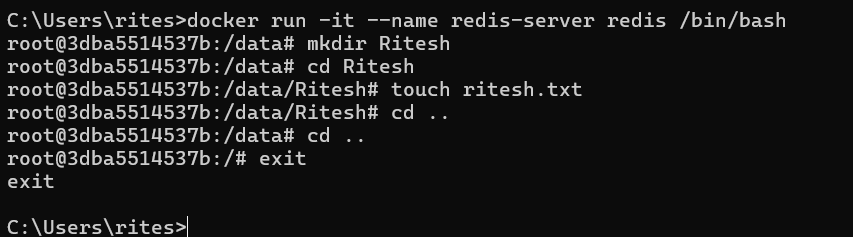 C:\Users\rites>docker run -it --name redis-server redis /bin/bash
root@3dba5514537b:/data# mkdir Ritesh
root@3dba5514537b:/data# cd Ritesh
root@3dba5514537b:/data/Ritesh# touch ritesh.txt
root@3dba5514537b:/data/Ritesh# cd ..
root@3dba5514537b:/data# cd ..
root@3dba5514537b:/# exit
exit
C:\Users\rites>